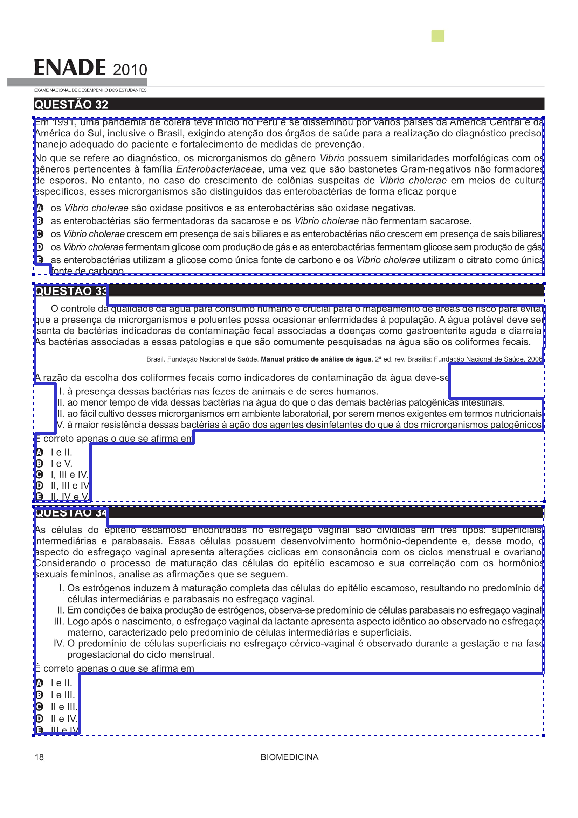 ENADE 2010
EXAME NACIONAL DE DESEMPENHO DOS ESTUDANTES
QUESTÃO 32
Em 1991, uma pandemia de cólera teve início no Peru e se disseminou por vários países da América Central e da
América do Sul, inclusive o Brasil, exigindo atenção dos órgãos de saúde para a realização do diagnóstico preciso,
manejo adequado do paciente e fortalecimento de medidas de prevenção.
No que se refere ao diagnóstico, os microrganismos do gênero Vibrio possuem similaridades morfológicas com os
gêneros pertencentes à família Enterobacteriaceae, uma vez que são bastonetes Gram-negativos não formadores
de esporos. No entanto, no caso do crescimento de colônias suspeitas de Vibrio cholerae em meios de cultura
específicos, esses microrganismos são distinguidos das enterobactérias de forma eficaz porque
A os Vibrio cholerae são oxidase positivos e as enterobactérias são oxidase negativas.
B as enterobactérias são fermentadoras da sacarose e os Vibrio cholerae não fermentam sacarose.
C os Vibrio cholerae crescem em presença de sais biliares e as enterobactérias não crescem em presença de sais biliares.
D os Vibrio cholerae fermentam glicose com produção de gás e as enterobactérias fermentam glicose sem produção de gás.
E as enterobactérias utilizam a glicose como única fonte de carbono e os Vibrio cholerae utilizam o citrato como única
fonte de carbono.
QUESTÃO 33
O controle da qualidade da água para consumo humano é crucial para o mapeamento de áreas de risco para evitar
que a presença de microrganismos e poluentes possa ocasionar enfermidades à população. A água potável deve ser
isenta de bactérias indicadoras de contaminação fecal associadas a doenças como gastroenterite aguda e diarreia.
As bactérias associadas a essas patologias e que são comumente pesquisadas na água são os coliformes fecais.
Brasil. Fundação Nacional de Saúde. Manual prático de análise de água. 2ª ed. rev. Brasília: Fundação Nacional de Saúde, 2006.
A razão da escolha dos coliformes fecais como indicadores de contaminação da água deve-se
I. à presença dessas bactérias nas fezes de animais e de seres humanos.
II. ao menor tempo de vida dessas bactérias na água do que o das demais bactérias patogênicas intestinais.
III. ao fácil cultivo desses microrganismos em ambiente laboratorial, por serem menos exigentes em termos nutricionais.
IV. à maior resistência dessas bactérias à ação dos agentes desinfetantes do que à dos microrganismos patogênicos.
É correto apenas o que se afirma em
A I e II.
B I e V.
C I, III e IV.
D II, III e IV.
E II, IV e V.
QUESTÃO 34
As células do epitélio escamoso encontradas no esfregaço vaginal são divididas em três tipos: superficiais,
intermediárias e parabasais. Essas células possuem desenvolvimento hormônio-dependente e, desse modo, o
aspecto do esfregaço vaginal apresenta alterações cíclicas em consonância com os ciclos menstrual e ovariano.
Considerando o processo de maturação das células do epitélio escamoso e sua correlação com os hormônios
sexuais femininos, analise as afirmações que se seguem.
I. Os estrógenos induzem à maturação completa das células do epitélio escamoso, resultando no predomínio de
células intermediárias e parabasais no esfregaço vaginal.
II. Em condições de baixa produção de estrógenos, observa-se predomínio de células parabasais no esfregaço vaginal.
III. Logo após o nascimento, o esfregaço vaginal da lactante apresenta aspecto idêntico ao observado no esfregaço
materno, caracterizado pelo predomínio de células intermediárias e superficiais.
IV. O predomínio de células superficiais no esfregaço cérvico-vaginal é observado durante a gestação e na fase
progestacional do ciclo menstrual.
É correto apenas o que se afirma em
A I e II.
B I e III.
C II e III.
D II e IV.
E III e IV.
18
BIOMEDICINA